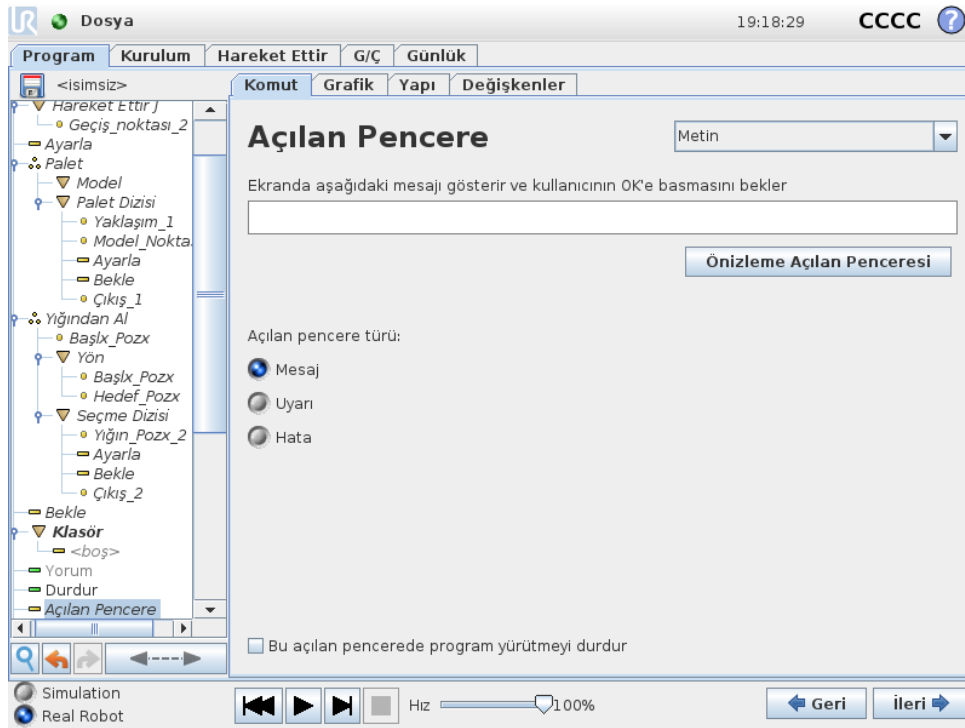 UR Dosya 19:18:29 CCCC ?
Program Kurulum Hareket Ettir G/Ç Günlük
<isimsiz>
Komut Grafik Yapı Değişkenler
Hareket Ettir J
Geçiş_noktası_2
Ayarla
Palet
Model
Palet Dizisi
Yaklaşım_1
Model_Nokta
Ayarla
Bekle
Çıkış_1
Yığından Al
Başlx_Pozx
Yön
Başlx_Pozx
Hedef_Pozx
Seçme Dizisi
Yığın_Pozx_2
Ayarla
Bekle
Çıkış_2
Bekle
Klasör
<boş>
Yorum
Durdur
Açılan Pencere
Açılan Pencere
Metin
Ekranda aşağıdaki mesajı gösterir ve kullanıcının OK'e basmasını bekler
Önizleme Açılan Penceresi
Açılan pencere türü:
Mesaj
Uyarı
Hata
Bu açılan pencerede program yürütmeyi durdur
Simulation
Real Robot
Hız 100%
Geri İleri